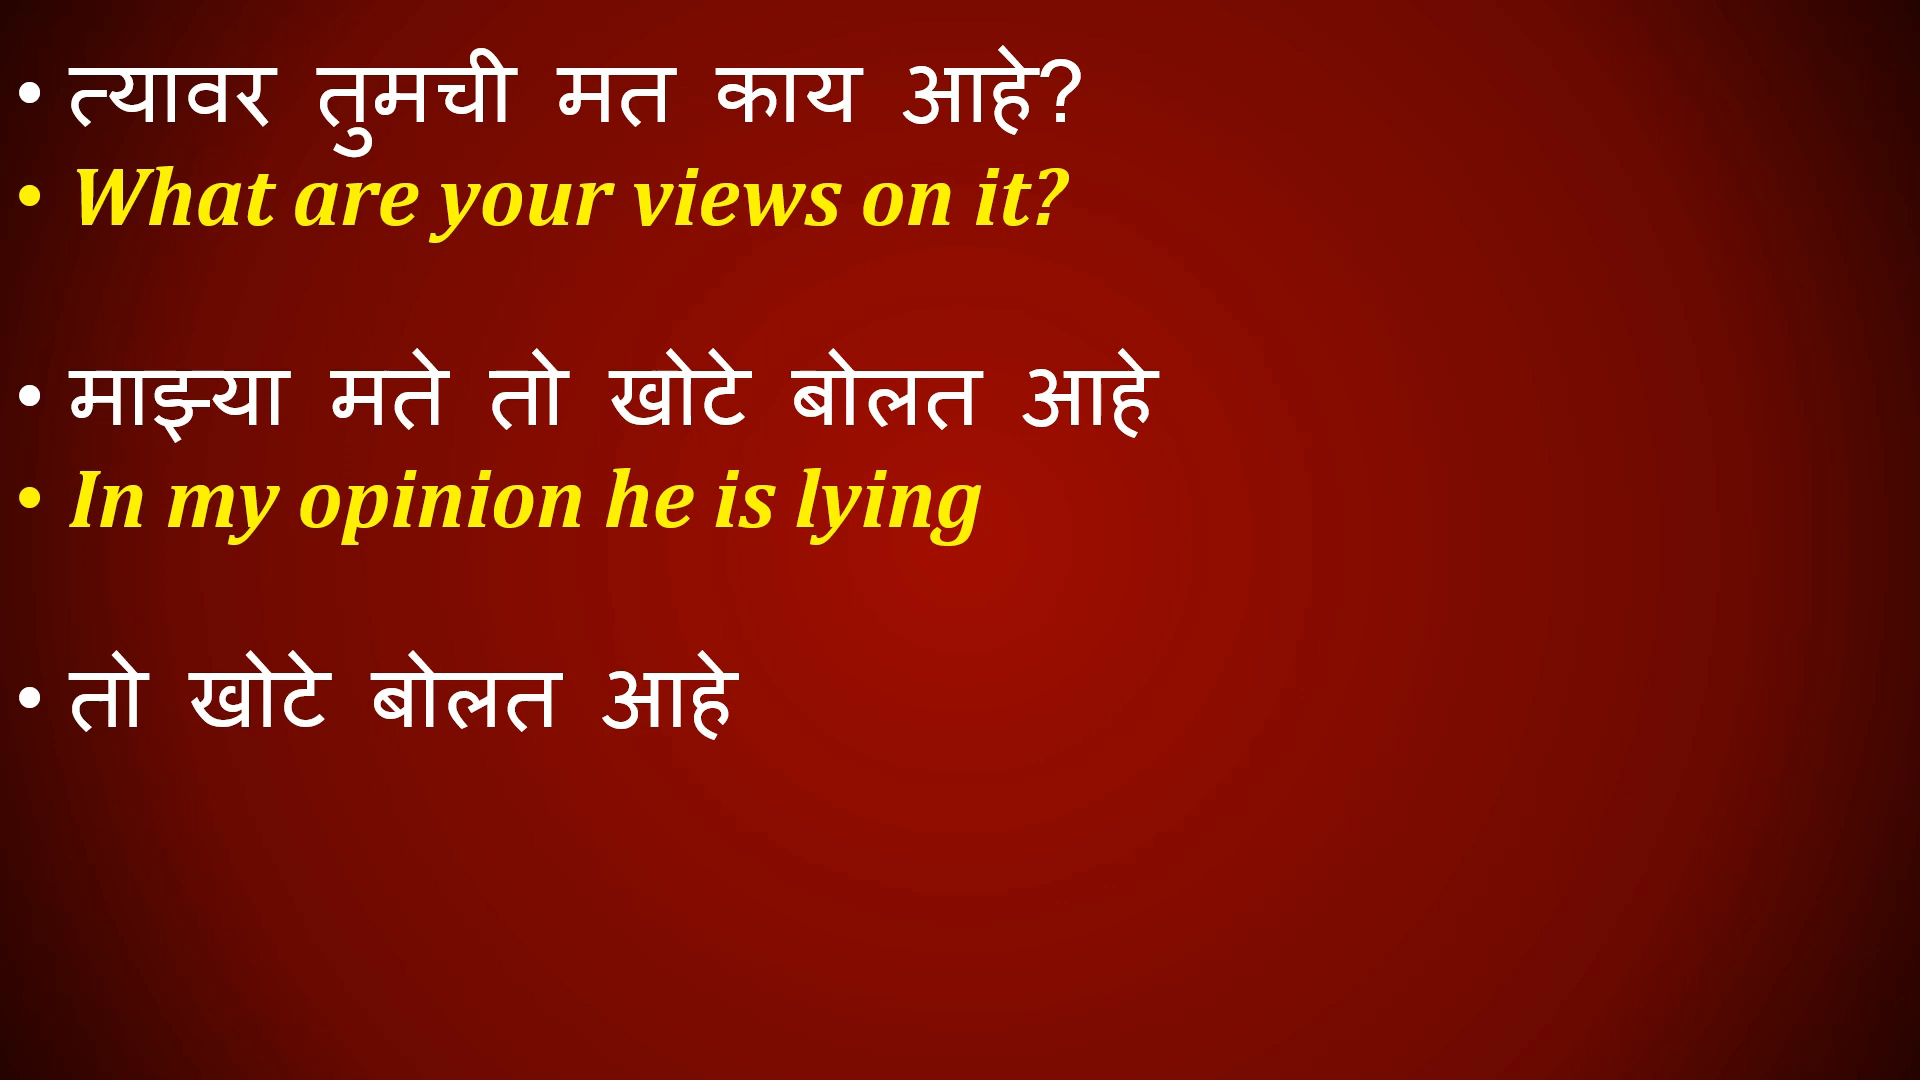 • त्यावर तुमची मत काय आहे?
• What are your views on it?
• माझ्या मते तो खोटे बोलत आहे
• In my opinion he is lying
• तो खोटे बोलत आहे